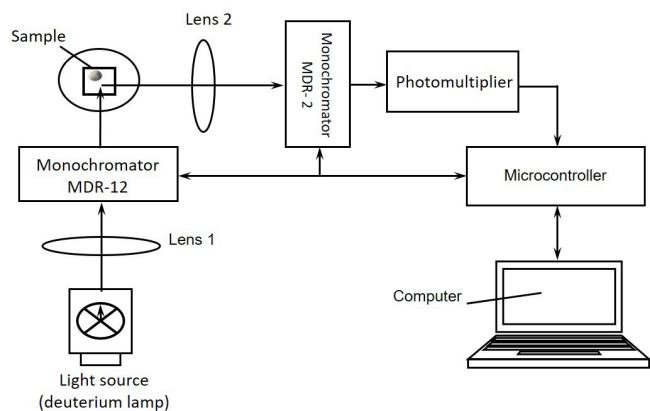 Lens 2
Sample
Monochromator
MDR- 2
Photomultiplier
Monochromator
MDR-12
Microcontroller
Lens 1
Computer
Light source
(deuterium lamp)